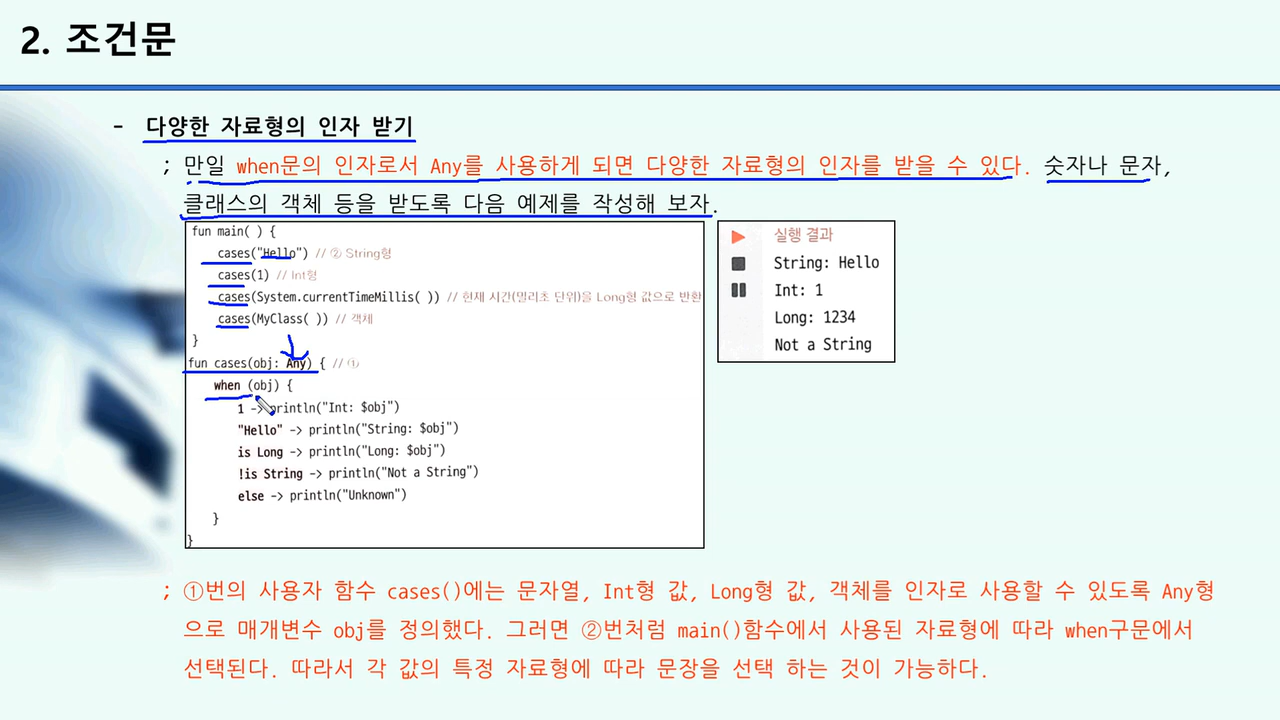 2. 조건문
- 다양한 자료형의 인자 받기
; 만일 when문의 인자로서 Any를 사용하게 되면 다양한 자료형의 인자를 받을 수 있다. 숫자나 문자,
클래스의 객체 등을 받도록 다음 예제를 작성해 보자.
fun main( ) {
cases("Hello") // ② String형
cases(1) // Int형
cases(System.currentTimeMillis( )) // 현재 시간(밀리초 단위)을 Long형 값으로 반환
cases(MyClass( )) // 객체
}
fun cases(obj: Any) { // ①
when (obj) {
1 -> println("Int: $obj")
"Hello" -> println("String: $obj")
is Long -> println("Long: $obj")
!is String -> println("Not a String")
else -> println("Unknown")
}
}
실행 결과
String: Hello
Int: 1
Long: 1234
Not a String
; ①번의 사용자 함수 cases()에는 문자열, Int형 값, Long형 값, 객체를 인자로 사용할 수 있도록 Any형
으로 매개변수 obj를 정의했다. 그러면 ②번처럼 main()함수에서 사용된 자료형에 따라 when구문에서
선택된다. 따라서 각 값의 특정 자료형에 따라 문장을 선택 하는 것이 가능하다.